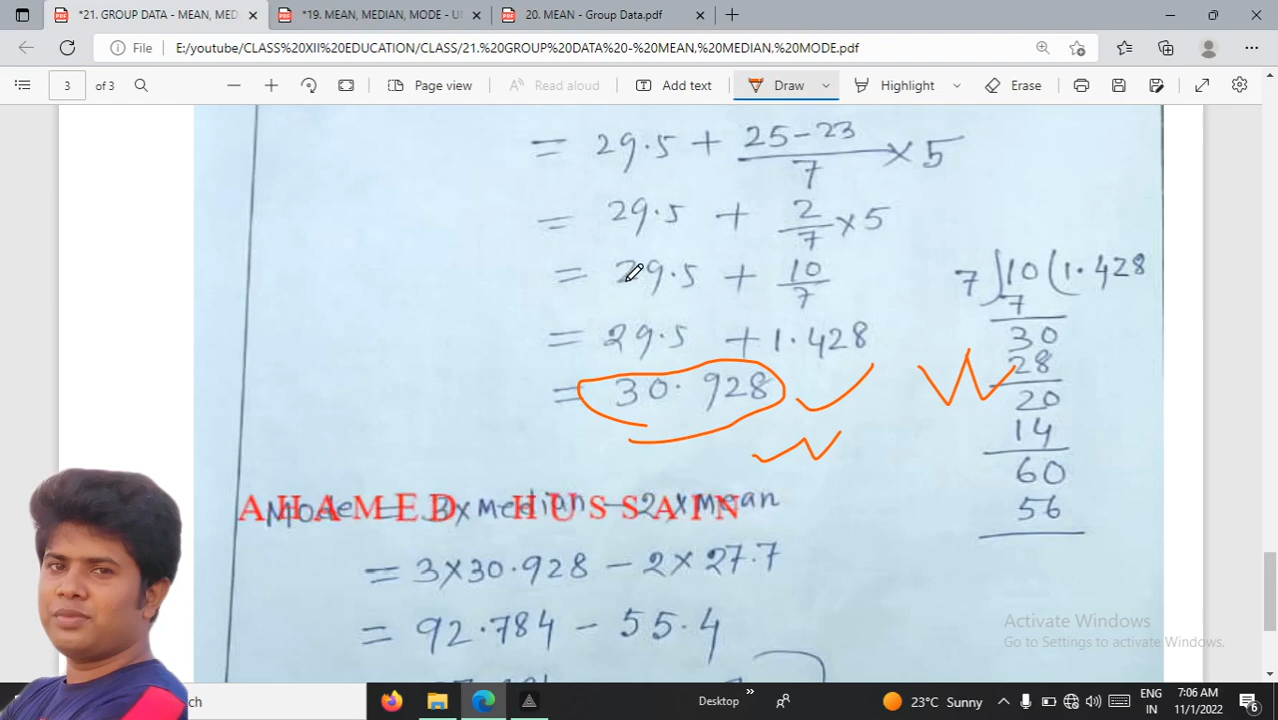 *21. GROUP DATA - MEAN, MED
*19. MEAN, MEDIAN, MODE - U
20. MEAN - Group Data.pdf
File E:/youtube/CLASS%20XII%20EDUCATION/CLASS/21.%20GROUP%20DATA%20-%20MEAN,%20MEDIAN,%20MODE.pdf
3 of 3 Page view Read aloud Add text Draw Highlight Erase
= 29.5 + 25-23/7 × 5
= 29.5 + 2/7 × 5
= 29.5 + 10/7
= 29.5 + 1.428
= 30.928
7)10(1.428
7
30
28
20
14
60
56
Mode = 3x Median - 2 x Mean
AHAMED HUSSAIN
= 3×30.928 - 2×27.7
= 92.784 - 55.4
Activate Windows
Go to Settings to activate Windows.
rch
Desktop
23°C Sunny
ENG
IN
7:06 AM
11/1/2022
6